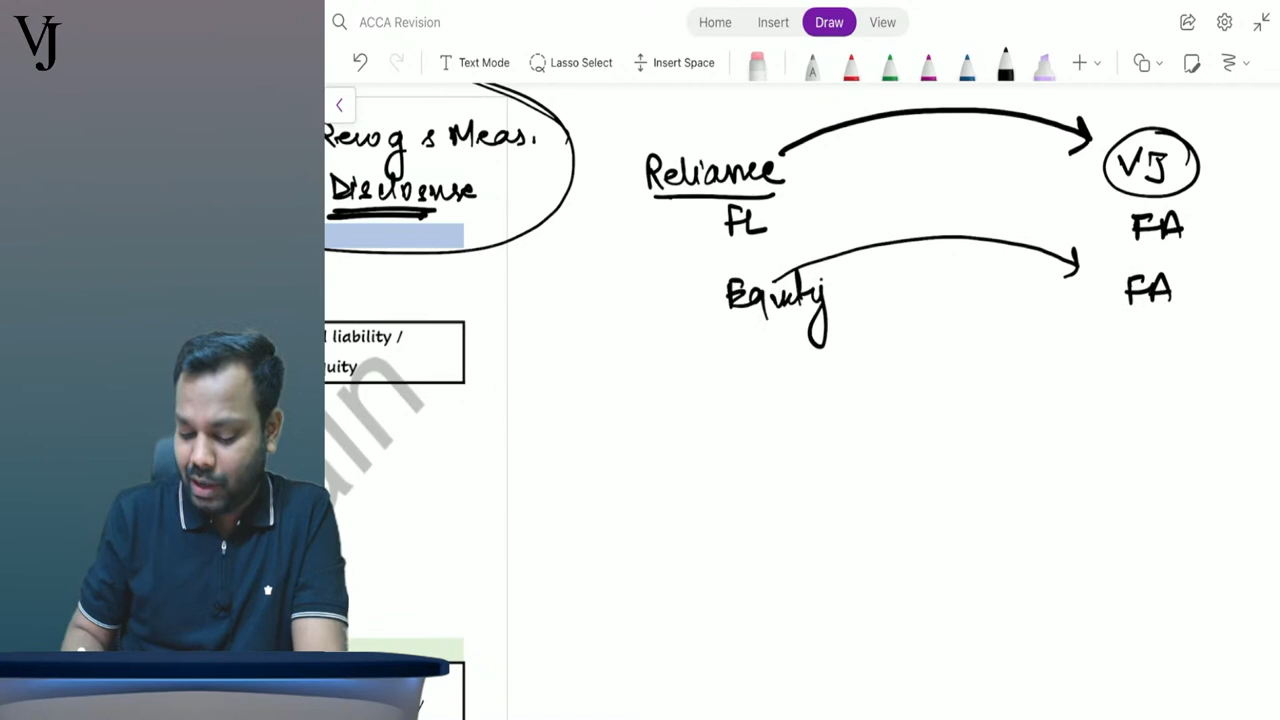 VJ
ACCA Revision
Home Insert Draw View
Text Mode Lasso Select Insert Space
A
Recog & Meas.
Disclosure
liability /
uity
ain
Reliance VJ
FL FA
Equity FA